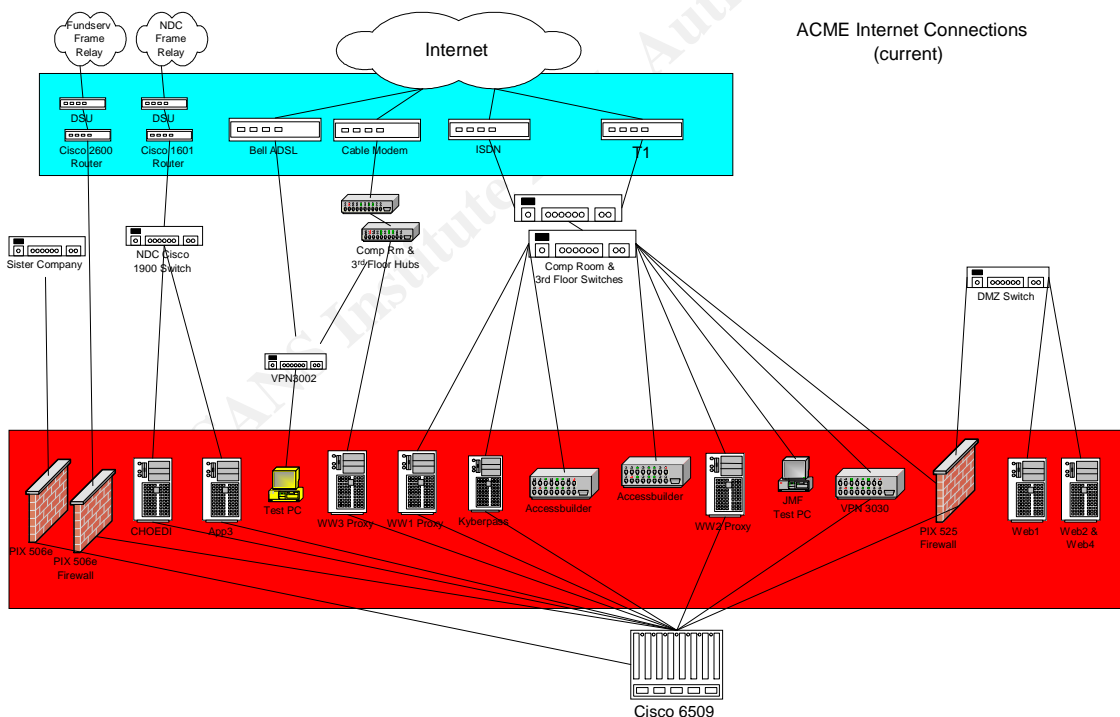 Fundserv
Frame
Relay
NDC
Frame
Relay
Internet
ACME Internet Connections
(current)
DSU
DSU
Cisco 2600
Router
Cisco 1601
Router
Bell ADSL
Cable Modem
ISDN
T1
Sister Company
NDC Cisco
1900 Switch
Comp Rm &
3rd Floor Hubs
Comp Room &
3rd Floor Switches
DMZ Switch
VPN3002
PIX 506e
PIX 506e
Firewall
CHOEDI
App3
Test PC
WW3 Proxy
WW1 Proxy
Kyberpass
Accessbuilder
Accessbuilder
WW2 Proxy
JMF
Test PC
VPN 3030
PIX 525
Firewall
Web1
Web2 &
Web4
Cisco 6509
SANS Institute
Aut